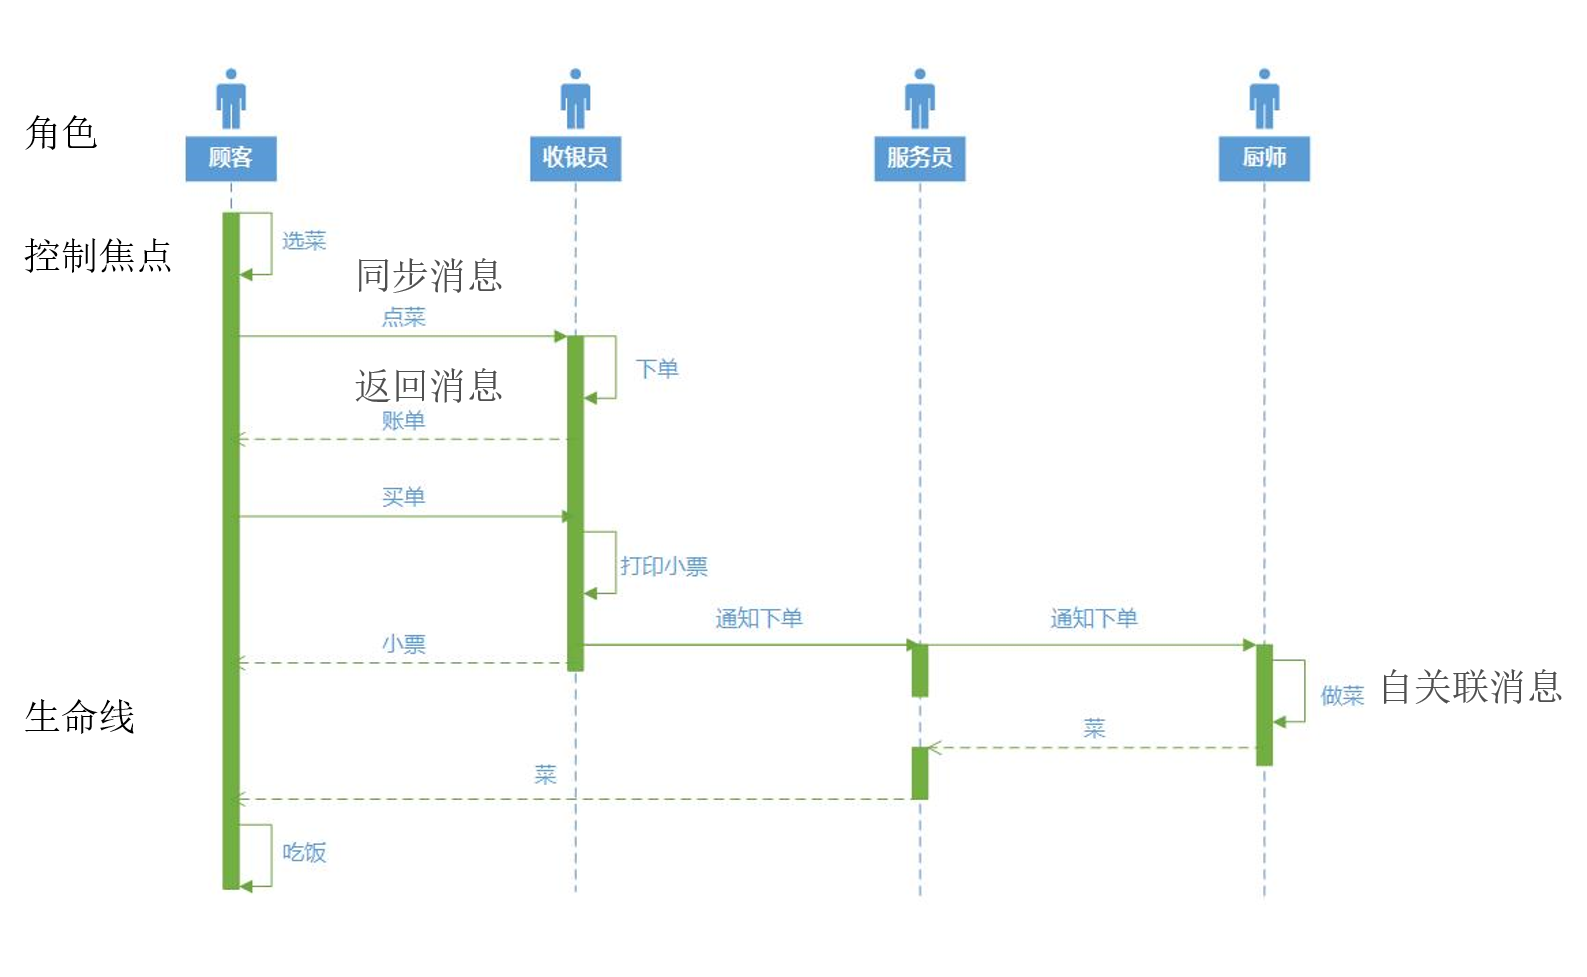 角色
顾客
收银员
服务员
厨师
控制焦点
选菜
同步消息
点菜
下单
返回消息
账单
买单
打印小票
通知下单
通知下单
小票
生命线
做菜
自关联消息
菜
菜
吃饭